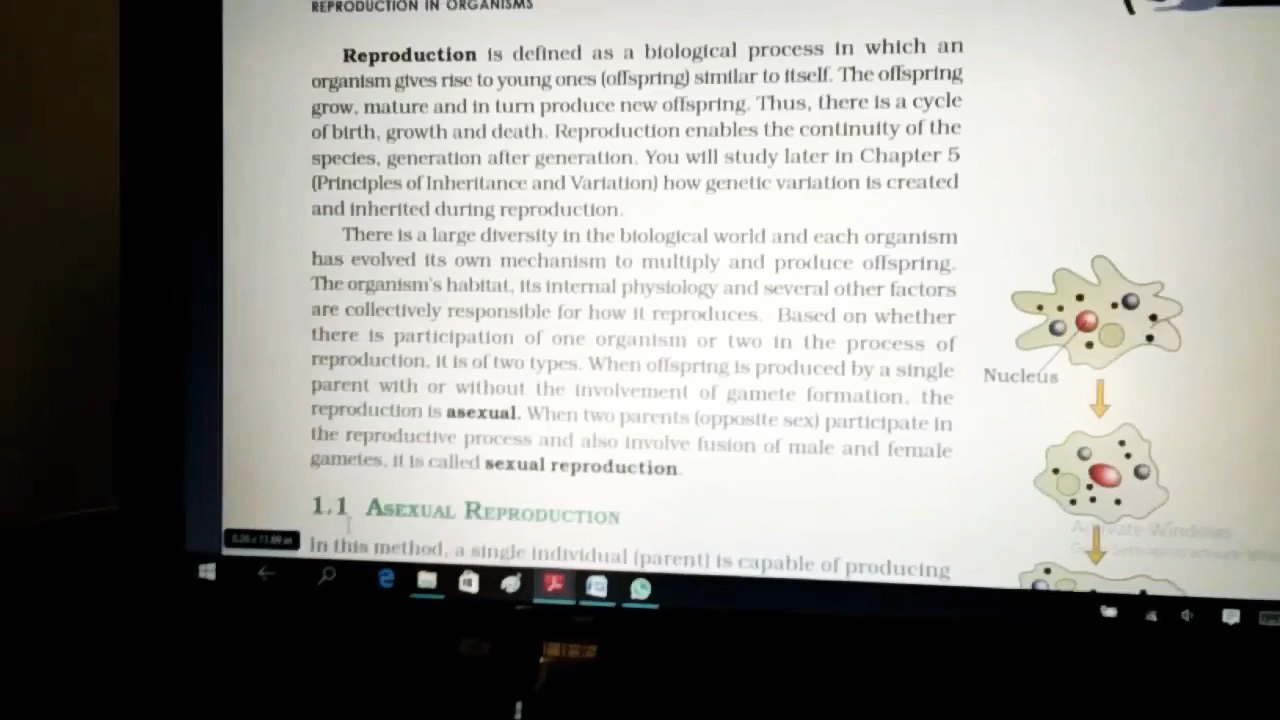 REPRODUCTION IN ORGANISMS
Reproduction is defined as a biological process in which an
organism gives rise to young ones (offspring) similar to itself. The offspring
grow, mature and in turn produce new offspring. Thus, there is a cycle
of birth, growth and death. Reproduction enables the continuity of the
species, generation after generation. You will study later in Chapter 5
(Principles of Inheritance and Variation) how genetic variation is created
and inherited during reproduction.
There is a large diversity in the biological world and each organism
has evolved its own mechanism to multiply and produce offspring.
The organism's habitat, its internal physiology and several other factors
are collectively responsible for how it reproduces. Based on whether
there is participation of one organism or two in the process of
reproduction, it is of two types. When offspring is produced by a single
parent with or without the involvement of gamete formation, the
reproduction is asexual. When two parents (opposite sex) participate in
the reproductive process and also involve fusion of male and female
gametes, it is called sexual reproduction.
1.1 ASEXUAL REPRODUCTION
In this method, a single individual (parent) is capable of producing
Nucleus
Activate Windows